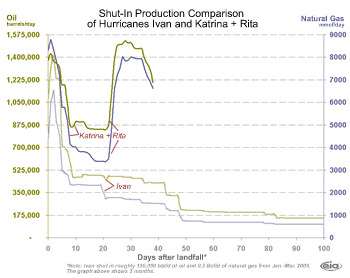 Shut-In Production Comparison
of Hurricanes Ivan and Katrina + Rita
Oil
barrels/day
Natural Gas
mmcf/day
1,575,000
1,400,000
1,225,000
1,050,000
875,000
700,000
525,000
350,000
175,000
-
9000
8000
7000
6000
5000
4000
3000
2000
1000
0
Katrina + Rita
Ivan
0 10 20 30 40 50 60 70 80 90 100
Days after landfall*
*Note: Ivan shut in roughly 150,000 bbl/d of oil and 0.5 Bcf/d of natural gas from Jan.-Mar. 2005.
The graph above shows 3 months.
eia